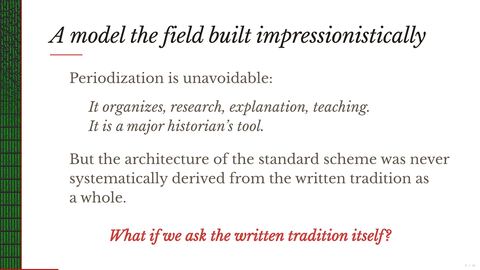 A model the field built impressionistically
Periodization is unavoidable:
It organizes, research, explanation, teaching.
It is a major historian's tool.
But the architecture of the standard scheme was never
systematically derived from the written tradition as
a whole.
What if we ask the written tradition itself?